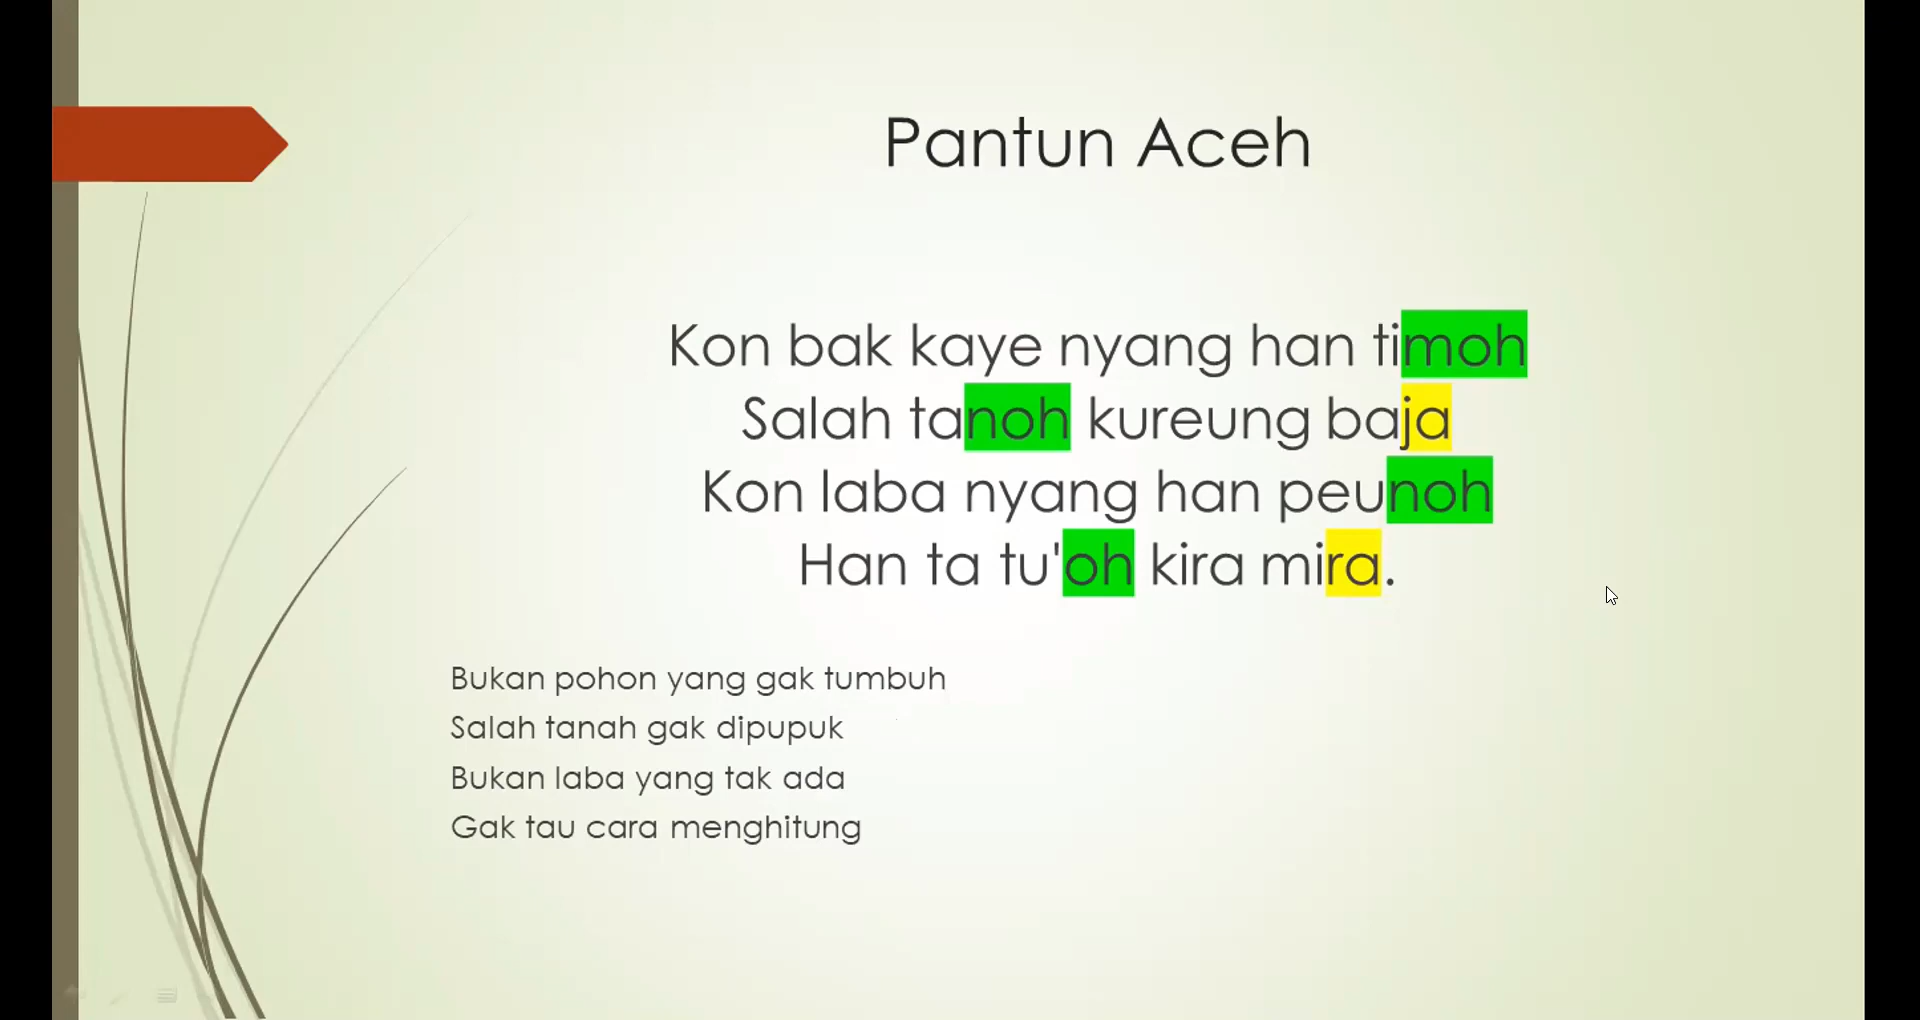 Pantun Aceh
Kon bak kaye nyang han timoh
Salah tanoh kureung baja
Kon laba nyang han peunoh
Han ta tu'oh kira mira.
Bukan pohon yang gak tumbuh
Salah tanah gak dipupuk
Bukan laba yang tak ada
Gak tau cara menghitung